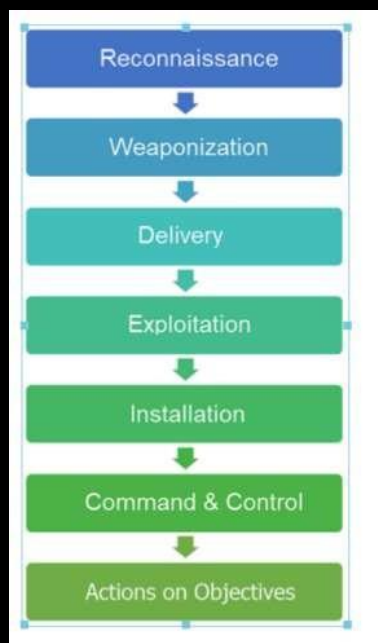 Reconnaissance
Weaponization
Delivery
Exploitation
Installation
Command & Control
Actions on Objectives